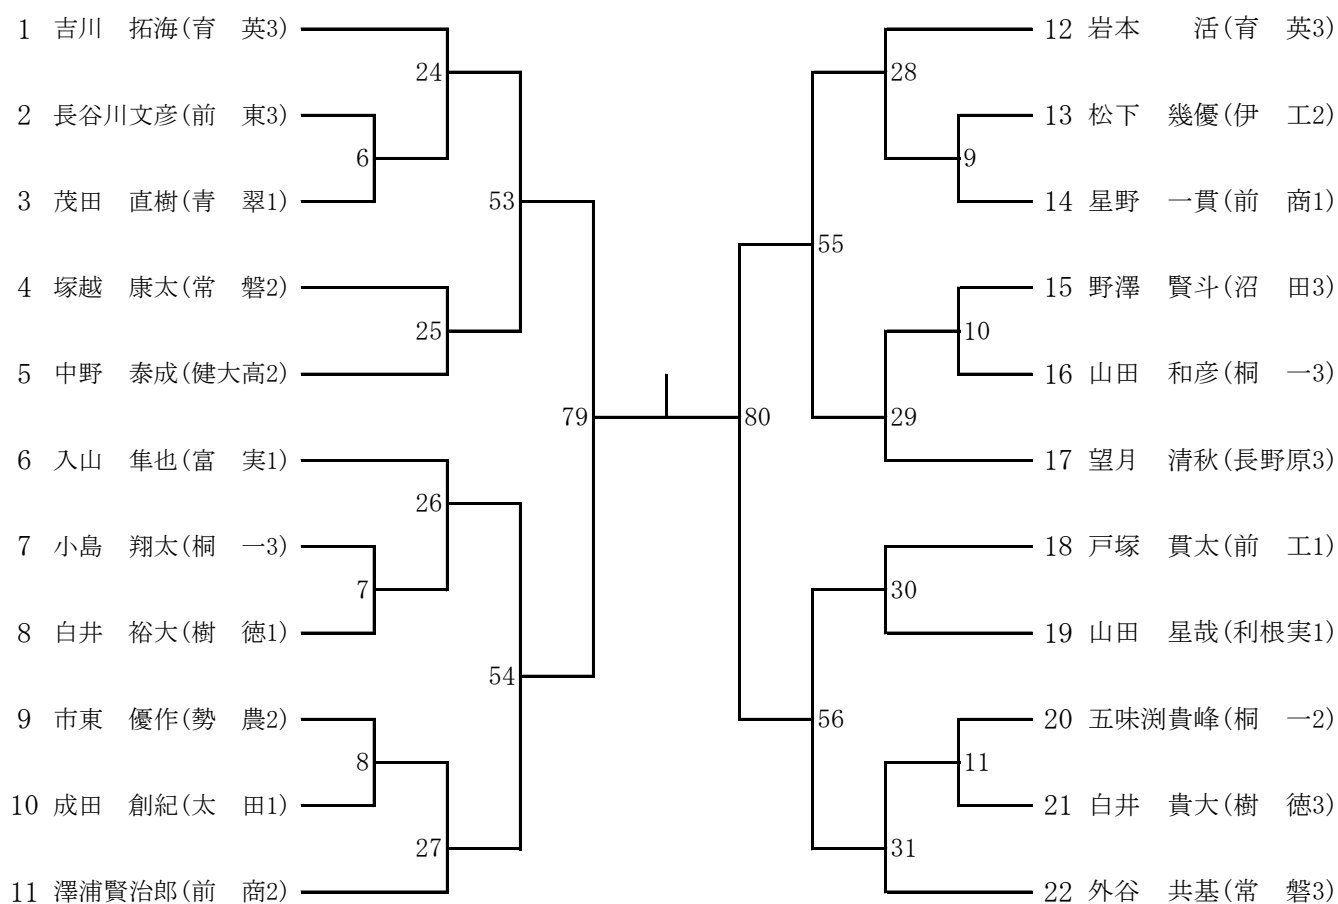 1 吉川　拓海(育　英3)
24
2 長谷川文彦(前　東3)
6
3 茂田　直樹(青　翠1)
53
4 塚越　康太(常　磐2)
25
5 中野　泰成(健大高2)
79
6 入山　隼也(富　実1)
26
7 小島　翔太(桐　一3)
7
8 白井　裕大(樹　徳1)
54
9 市東　優作(勢　農2)
8
10 成田　創紀(太　田1)
27
11 澤浦賢治郎(前　商2)
12 岩本　　活(育　英3)
28
13 松下　幾優(伊　工2)
9
14 星野　一貫(前　商1)
55
15 野澤　賢斗(沼　田3)
10
16 山田　和彦(桐　一3)
80
29
17 望月　清秋(長野原3)
18 戸塚　貫太(前　工1)
30
19 山田　星哉(利根実1)
56
20 五味渕貴峰(桐　一2)
11
21 白井　貴大(樹　徳3)
31
22 外谷　共基(常　磐3)